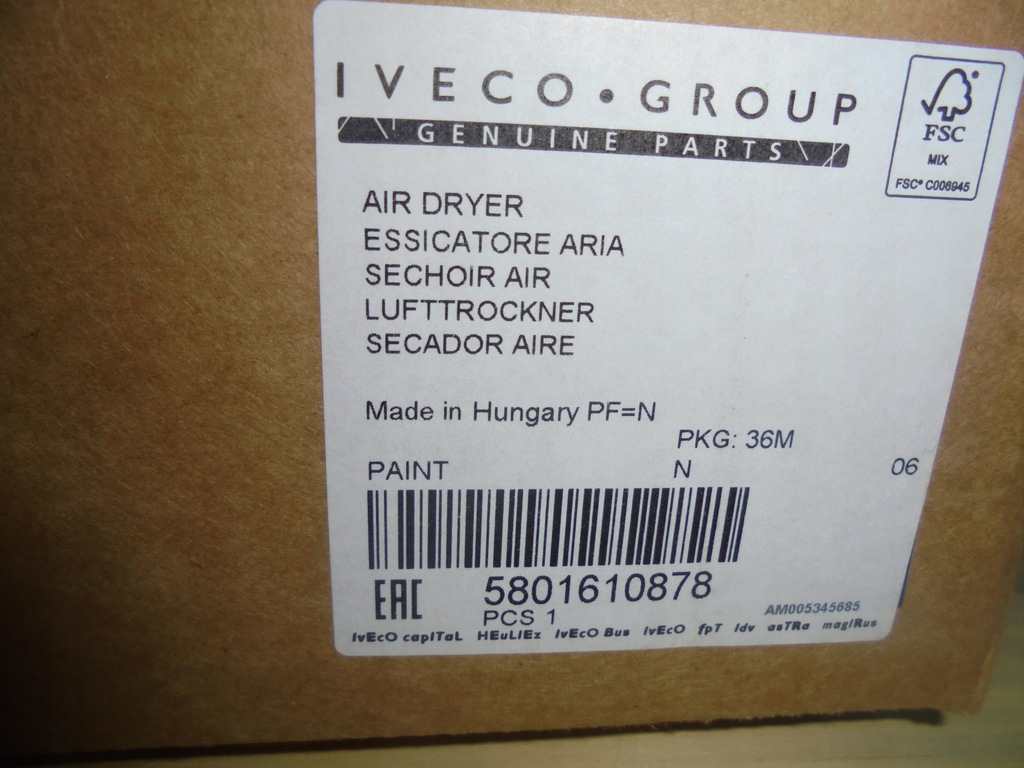 IVECO • GROUP
GENUINE PARTS
FSC
MIX
FSC® C006945
AIR DRYER
ESSICATORE ARIA
SECHOIR AIR
LUFTTROCKNER
SECADOR AIRE
Made in Hungary PF=N
PKG: 36M
PAINT N 06
EAC 5801610878
PCS 1 AM005345685
IvEcO capITaL HEuLIEz IvEcO Bus IvEcO fpT Idv asTRa magIRus